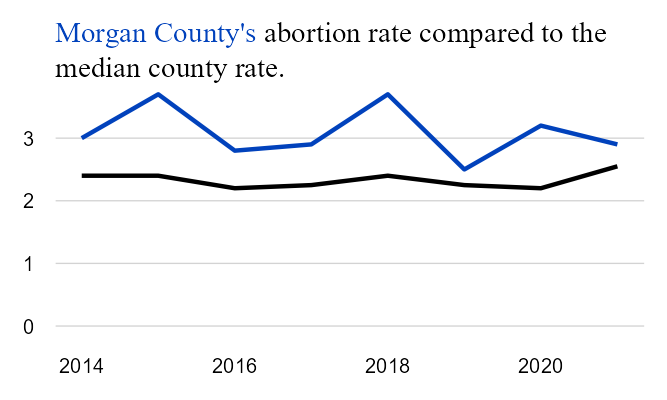 Morgan County's abortion rate compared to the
median county rate.
3
2
1
0
2014 2016 2018 2020